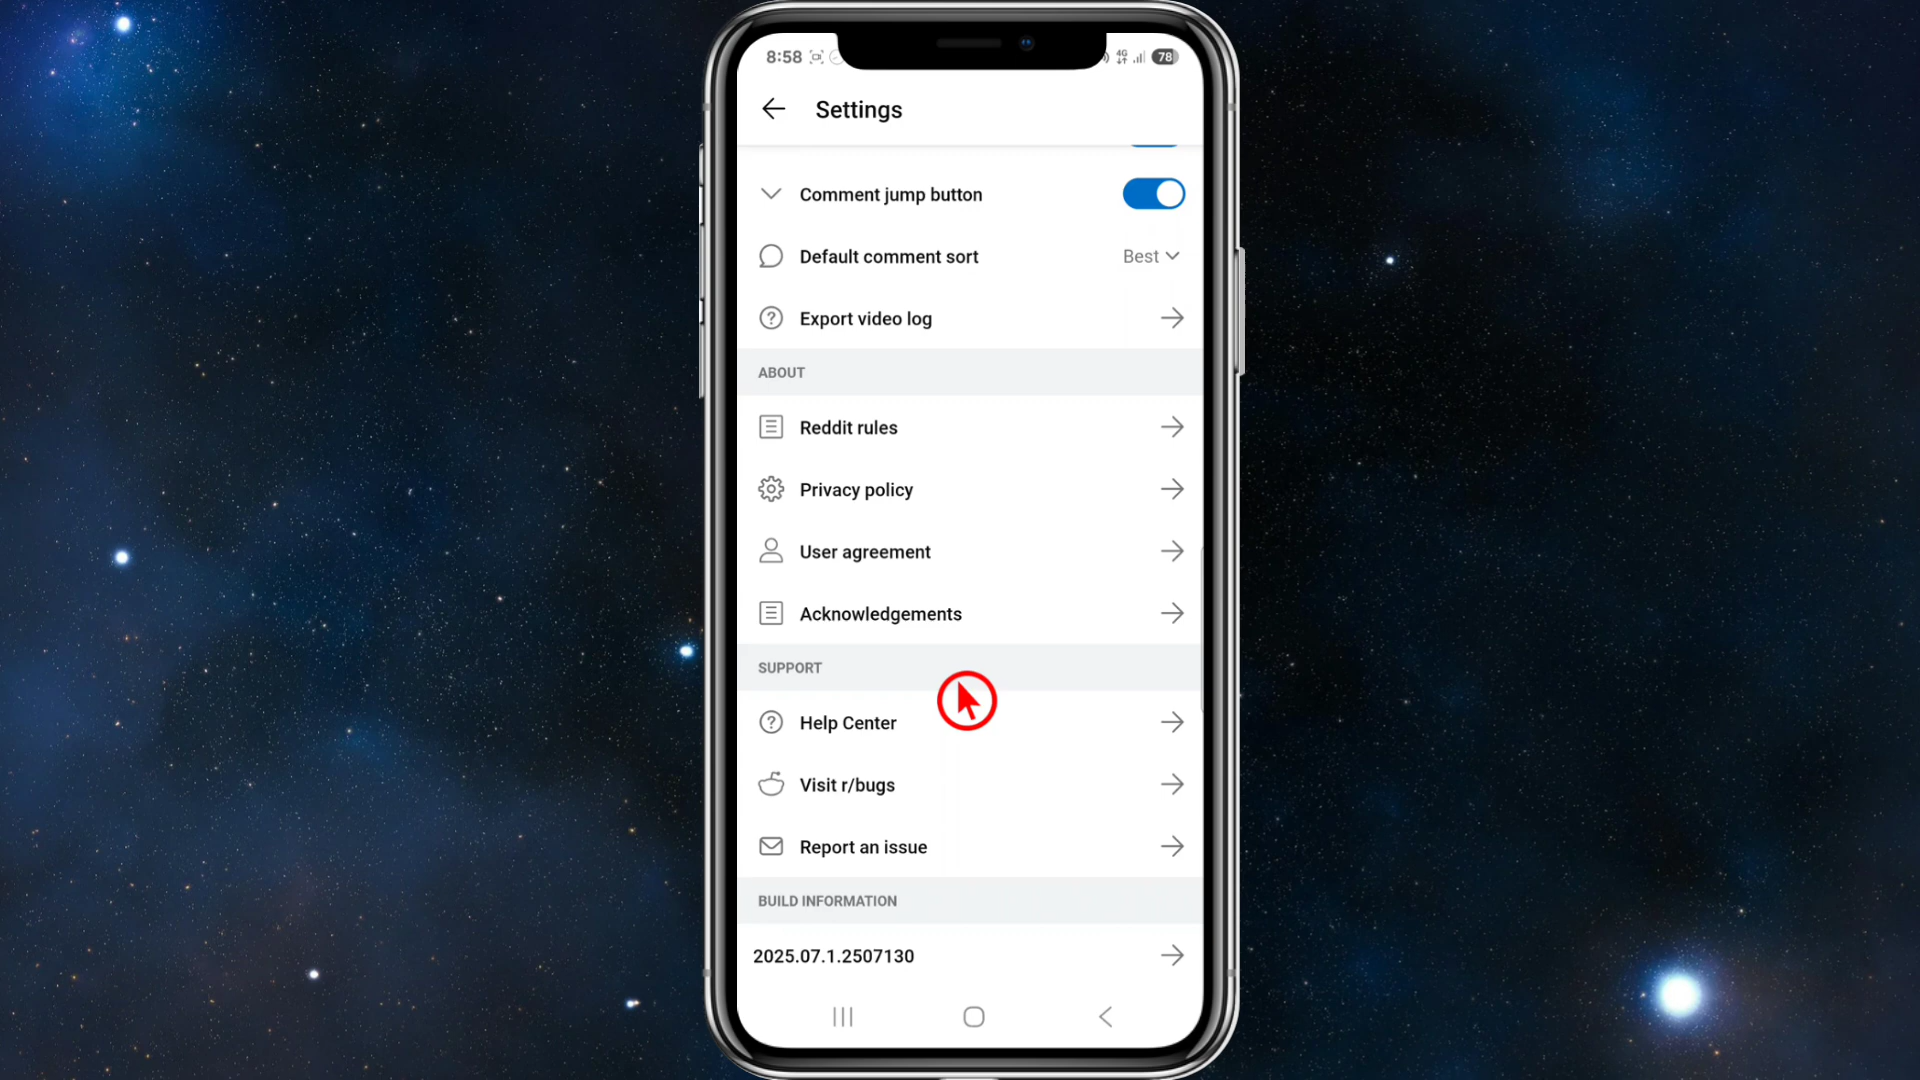 8:58 4G 78
Settings
Comment jump button
Default comment sort Best
Export video log
ABOUT
Reddit rules
Privacy policy
User agreement
Acknowledgements
SUPPORT
Help Center
Visit r/bugs
Report an issue
BUILD INFORMATION
2025.07.1.2507130